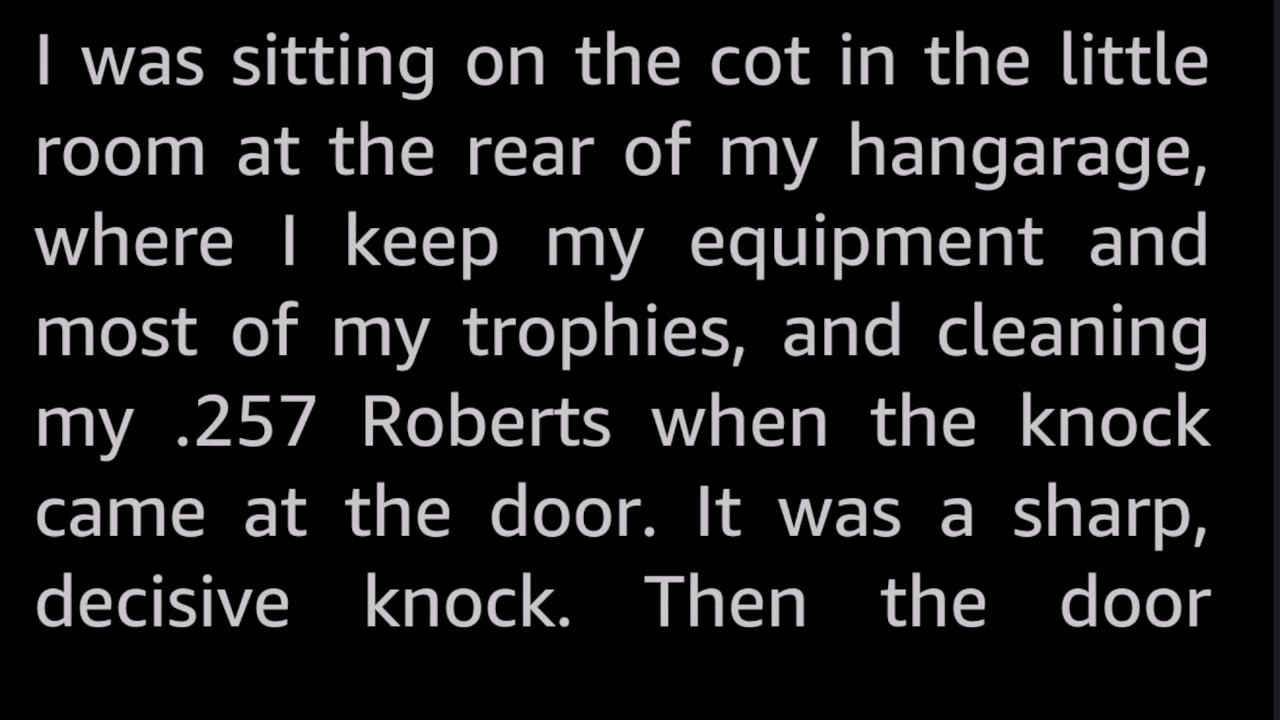 I was sitting on the cot in the little
room at the rear of my hangarage,
where I keep my equipment and
most of my trophies, and cleaning
my .257 Roberts when the knock
came at the door. It was a sharp,
decisive knock. Then the door